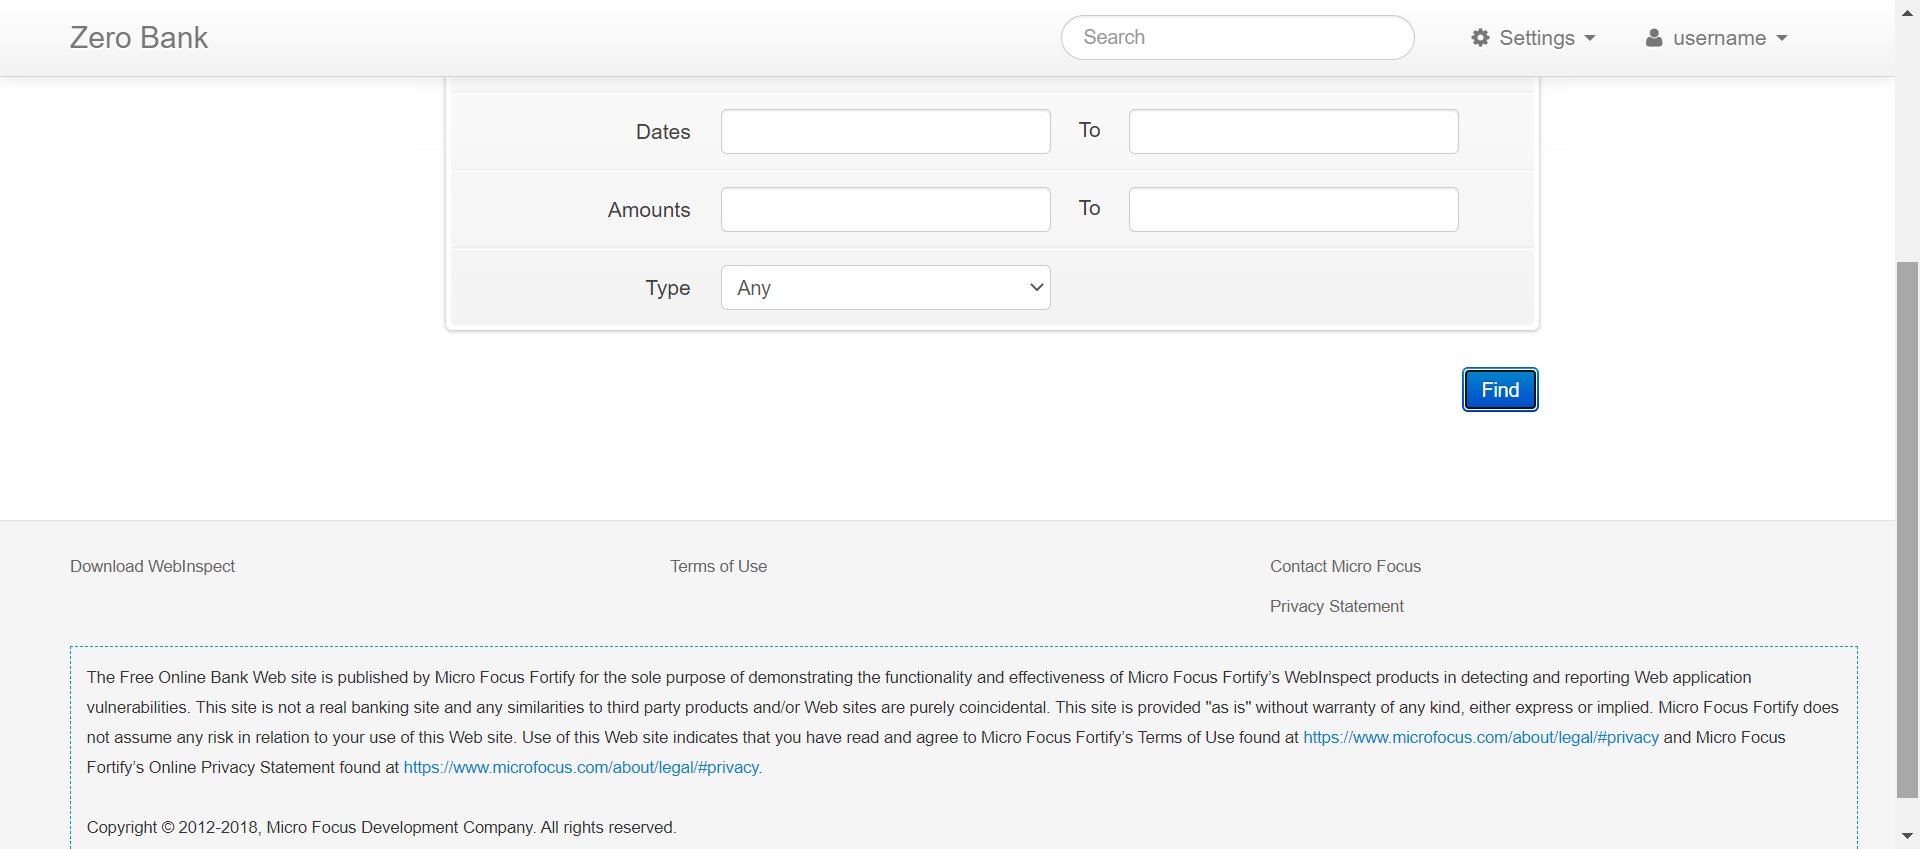 Zero Bank
Search
Settings
username
Dates
To
Amounts
To
Type
Any
Find
Download WebInspect
Terms of Use
Contact Micro Focus
Privacy Statement
The Free Online Bank Web site is published by Micro Focus Fortify for the sole purpose of demonstrating the functionality and effectiveness of Micro Focus Fortify’s WebInspect products in detecting and reporting Web application
vulnerabilities. This site is not a real banking site and any similarities to third party products and/or Web sites are purely coincidental. This site is provided "as is" without warranty of any kind, either express or implied. Micro Focus Fortify does
not assume any risk in relation to your use of this Web site. Use of this Web site indicates that you have read and agree to Micro Focus Fortify’s Terms of Use found at https://www.microfocus.com/about/legal/#privacy and Micro Focus
Fortify’s Online Privacy Statement found at https://www.microfocus.com/about/legal/#privacy.
Copyright © 2012-2018, Micro Focus Development Company. All rights reserved.